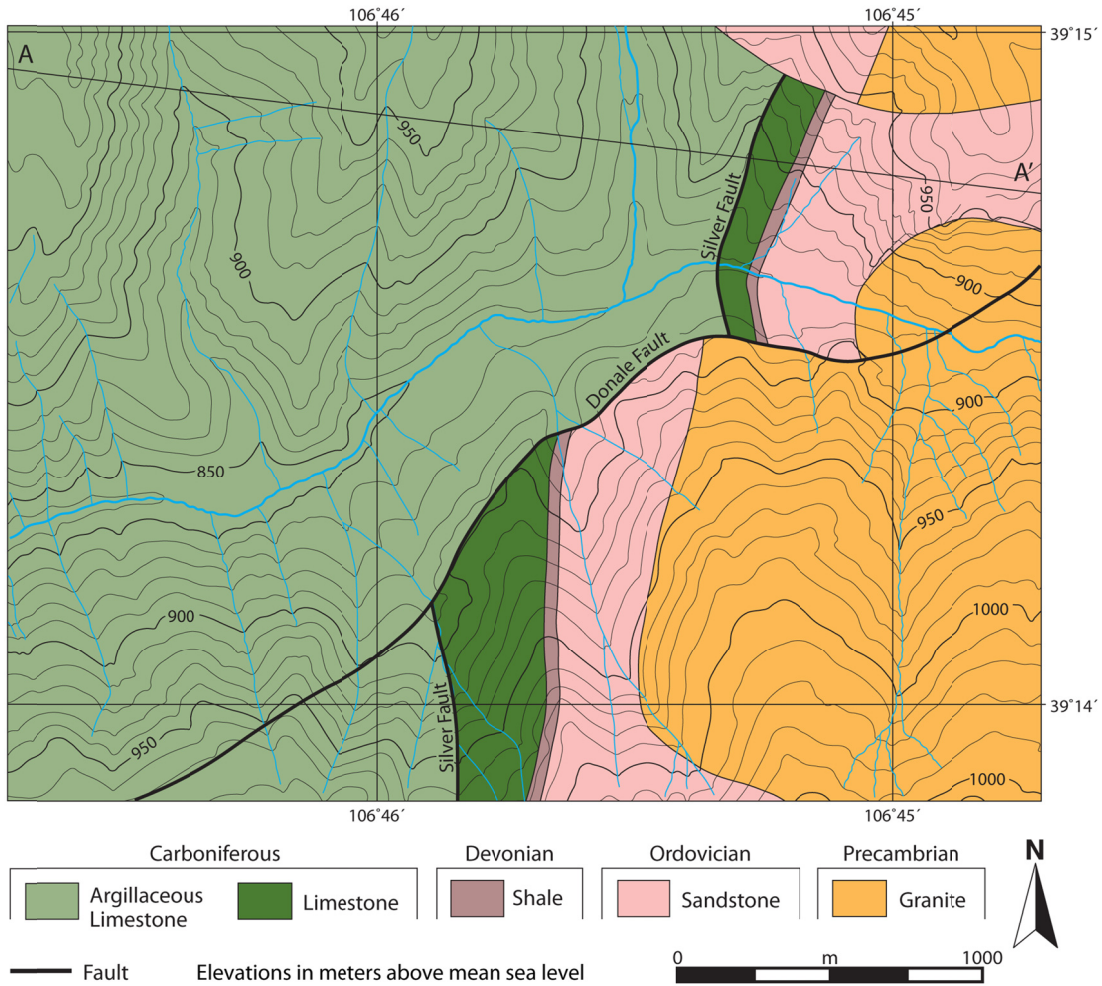 106°46′
106°45′
A
39°15′
950
A′
950
Silver Fault
900
900
Donale Fault
900
850
950
900
1000
39°14′
Silver Fault
950
1000
106°46′
106°45′
Carboniferous
Devonian
Ordovician
Precambrian
N
Argillaceous
Limestone
Limestone
Shale
Sandstone
Granite
Fault
Elevations in meters above mean sea level
0 m 1000